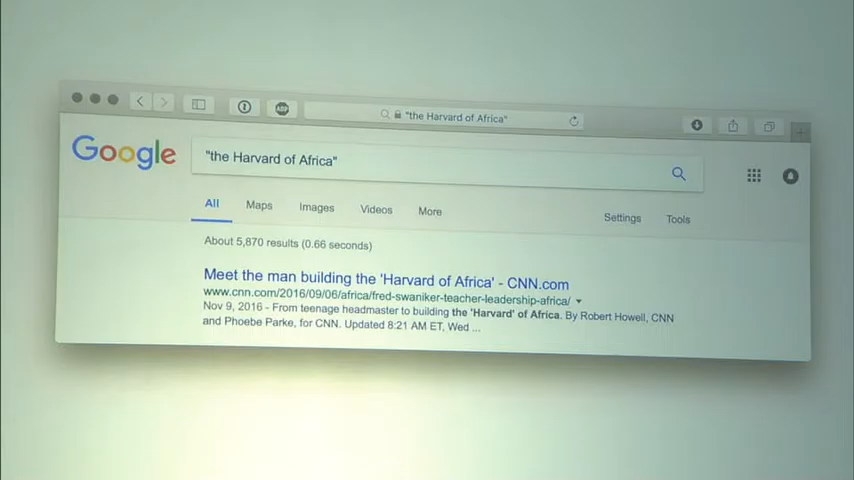 "the Harvard of Africa"
Google
"the Harvard of Africa"
All Maps Images Videos More Settings Tools
About 5,870 results (0.66 seconds)
Meet the man building the 'Harvard of Africa' - CNN.com
www.cnn.com/2016/09/06/africa/fred-swaniker-teacher-leadership-africa/
Nov 9, 2016 - From teenage headmaster to building the 'Harvard' of Africa. By Robert Howell, CNN
and Phoebe Parke, for CNN. Updated 8:21 AM ET, Wed ...